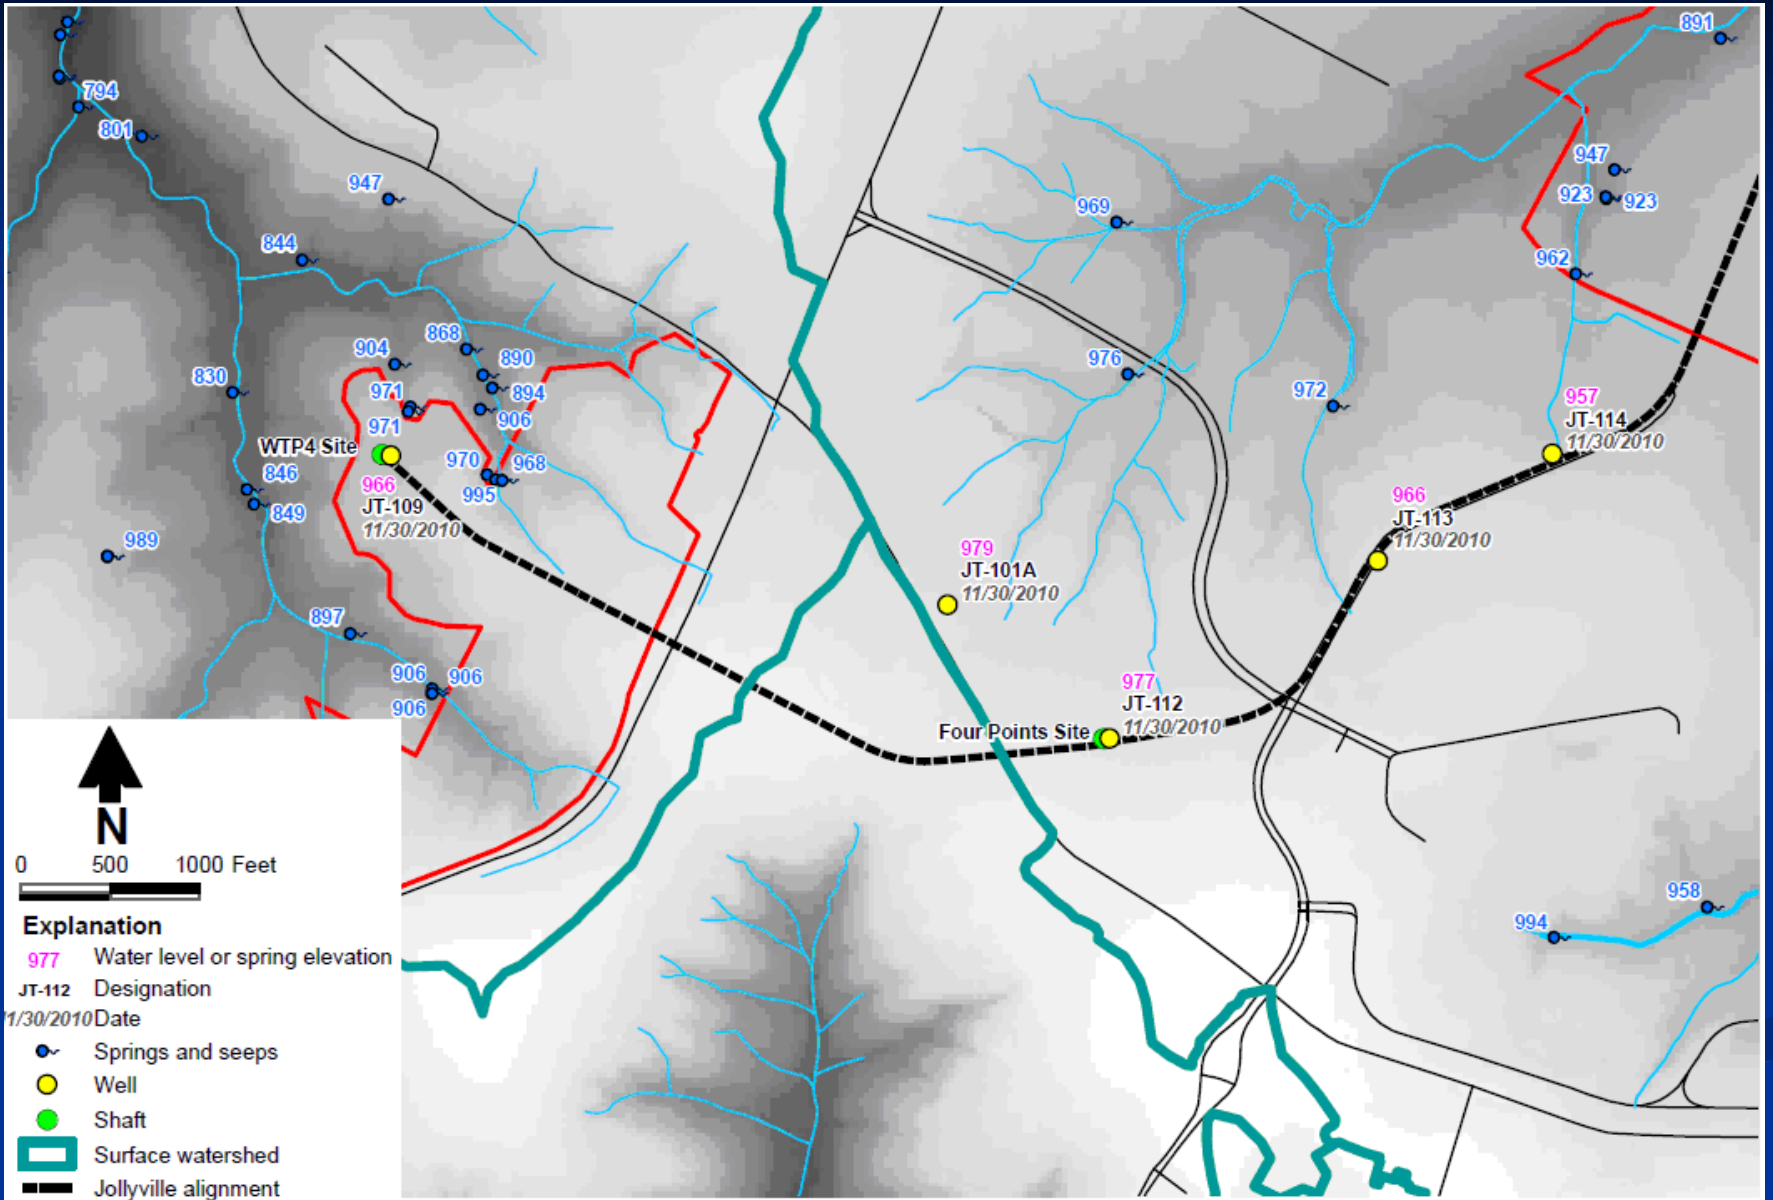 891
794
801
947
947
923
923
969
844
962
868
976
904
890
830
971
894
972
906
957
JT-114
11/30/2010
971
WTP4 Site
970
968
846
966
995
JT-109
849
11/30/2010
966
JT-113
11/30/2010
989
979
JT-101A
11/30/2010
897
906
906
906
977
JT-112
11/30/2010
Four Points Site
N
0 500 1000 Feet
958
994
Explanation
977 Water level or spring elevation
JT-112 Designation
1/30/2010 Date
Springs and seeps
Well
Shaft
Surface watershed
Jollyville alignment